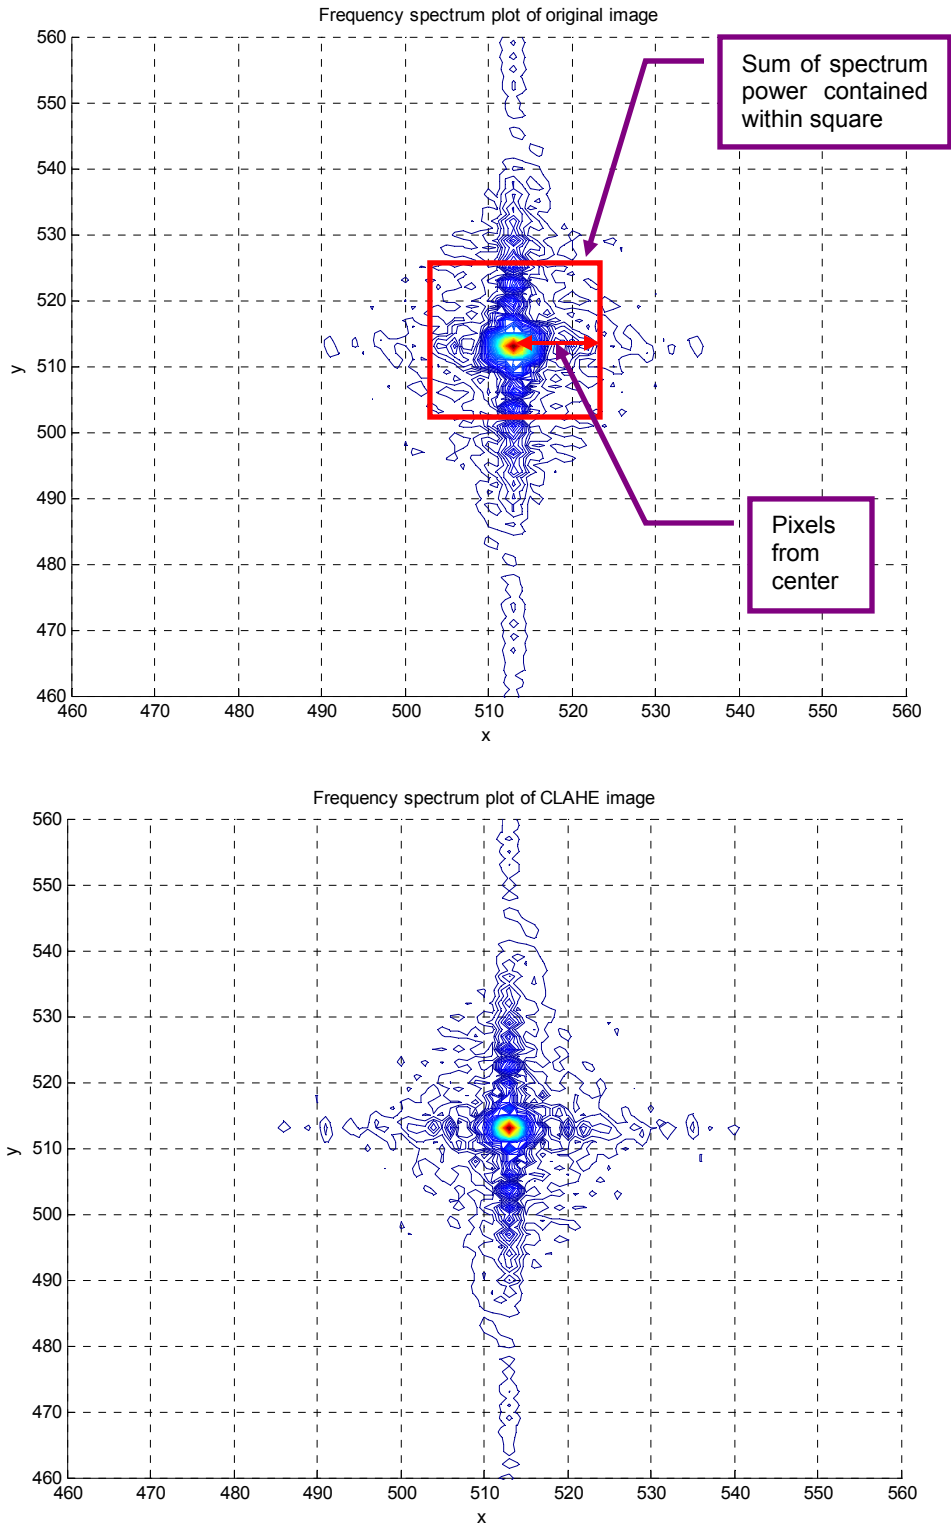 Frequency spectrum plot of original image
560
550
540
530
520
510
500
490
480
470
460
y
Sum of spectrum
power contained
within square
Pixels
from
center
460 470 480 490 500 510 520 530 540 550 560
x
Frequency spectrum plot of CLAHE image
560
550
540
530
520
510
500
490
480
470
460
y
460 470 480 490 500 510 520 530 540 550 560
x